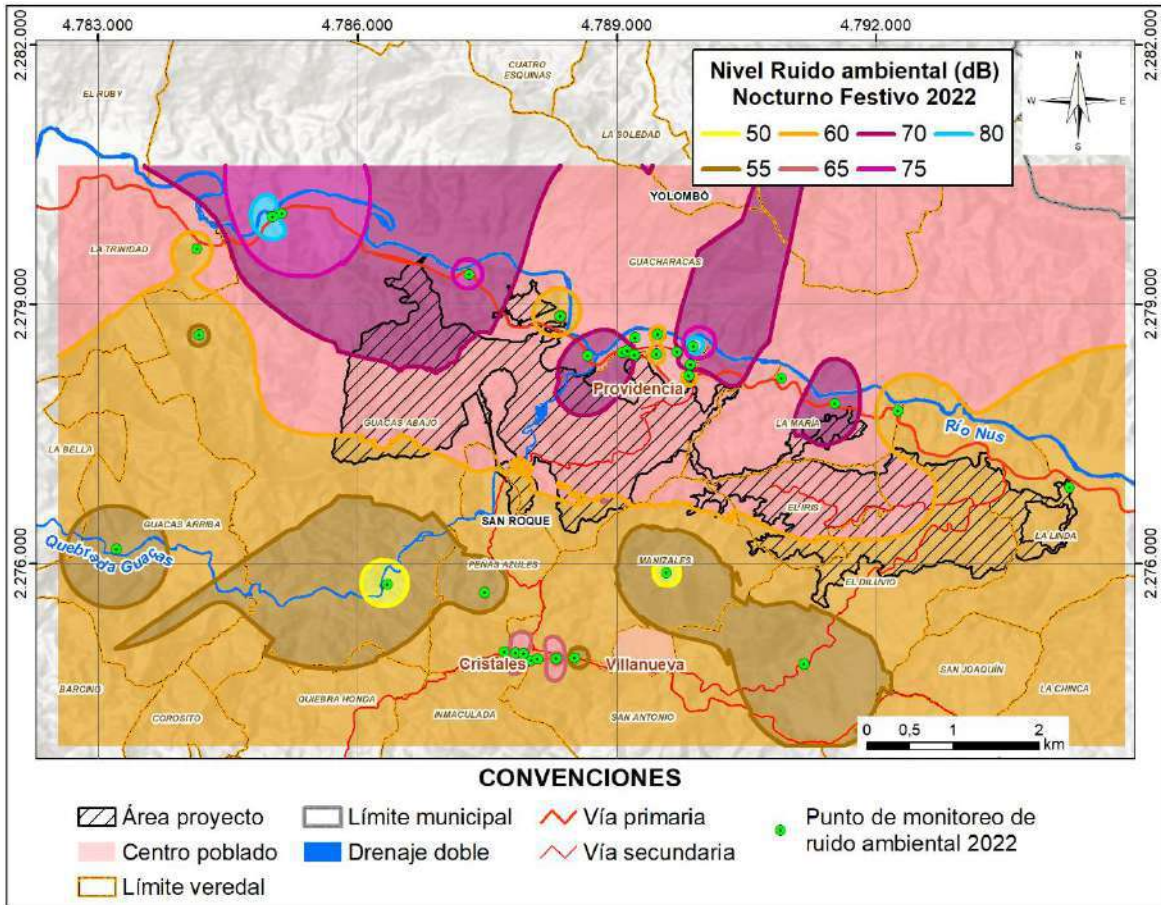 4.783.000 4.786.000 4.789.000 4.792.000
2.282.000 2.282.000
Nivel Ruido ambiental (dB)
Nocturno Festivo 2022
50 60 70 80
55 65 75
N
W E
S
CUATRO
ESQUINAS
EL RUBY
LA SOLEDAD
YOLOMBÓ
LA TRINIDAD
GUACHARACAS
2.279.000 2.279.000
Providencia
GUACAS ABAJO
LA MARÍA
Río Nus
LA BELLA
EL IRIS
GUACAS ARRIBA
SAN ROQUE
LA LINDA
Quebrada Guacas
PEÑAS AZULES
MANIZALES
EL DILUVIO
2.276.000 2.276.000
Cristales
Villanueva
SAN JOAQUÍN
BARCINO
QUIEBRA HONDA
LA CHINCA
COROSITO
INMACULADA
SAN ANTONIO
0 0,5 1 2
km
CONVENCIONES
Área proyecto Límite municipal Vía primaria Punto de monitoreo de
Centro poblado Drenaje doble Vía secundaria ruido ambiental 2022
Límite veredal